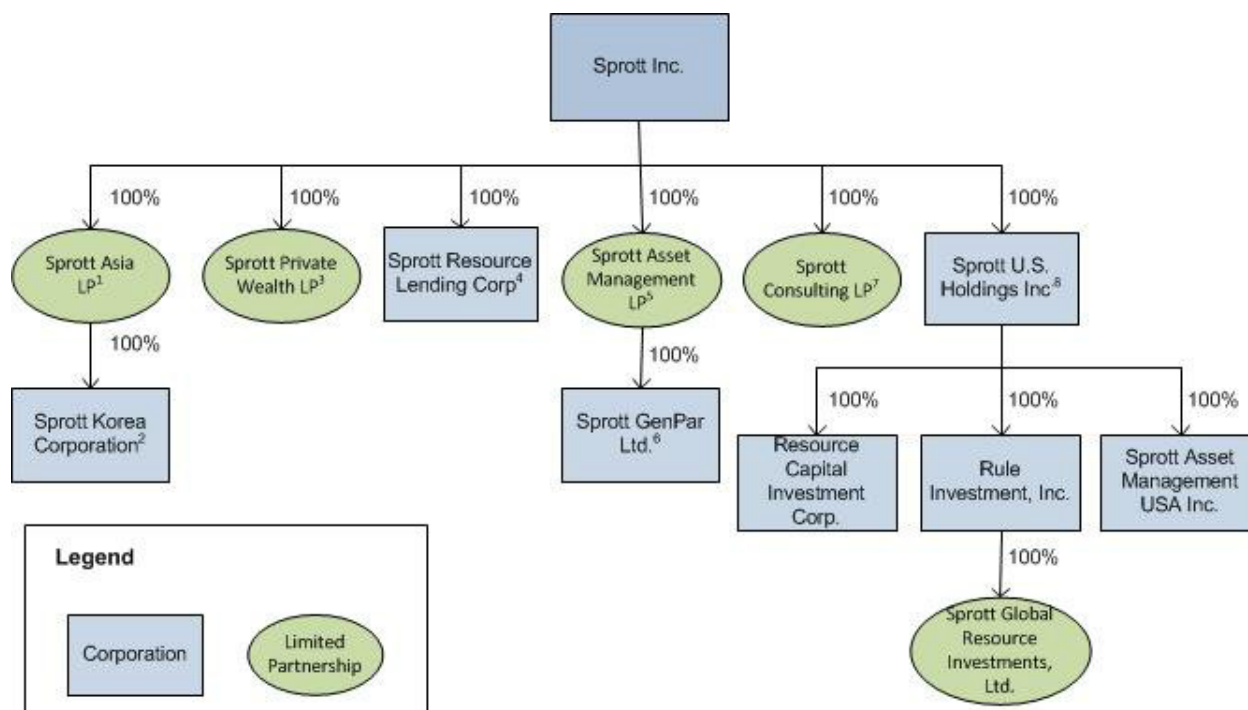 Sprott Inc.
100%
100%
100%
100%
100%
100%
Sprott Asia
LP1
Sprott Private
Wealth LP3
Sprott Resource
Lending Corp4
Sprott Asset
Management
LP5
Sprott
Consulting LP7
Sprott U.S.
Holdings Inc.8
100%
100%
Sprott Korea
Corporation2
Sprott GenPar
Ltd.6
100%
100%
100%
Resource
Capital
Investment
Corp.
Rule
Investment, Inc.
Sprott Asset
Management
USA Inc.
100%
Sprott Global
Resource
Investments,
Ltd.
Legend
Corporation
Limited
Partnership